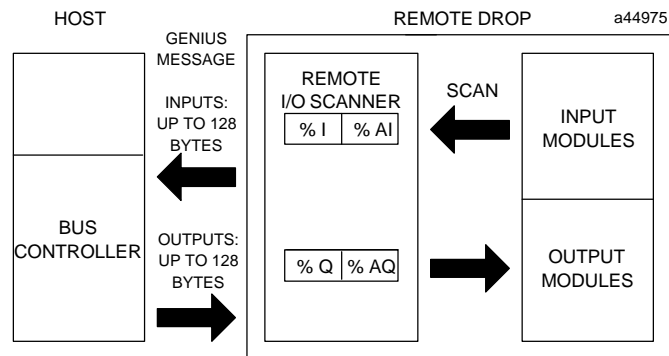 HOST
REMOTE DROP
a44975
GENIUS
MESSAGE
INPUTS:
UP TO 128
BYTES
REMOTE
I/O SCANNER
% I
% AI
SCAN
INPUT
MODULES
BUS
CONTROLLER
OUTPUTS:
UP TO 128
BYTES
% Q
% AQ
OUTPUT
MODULES